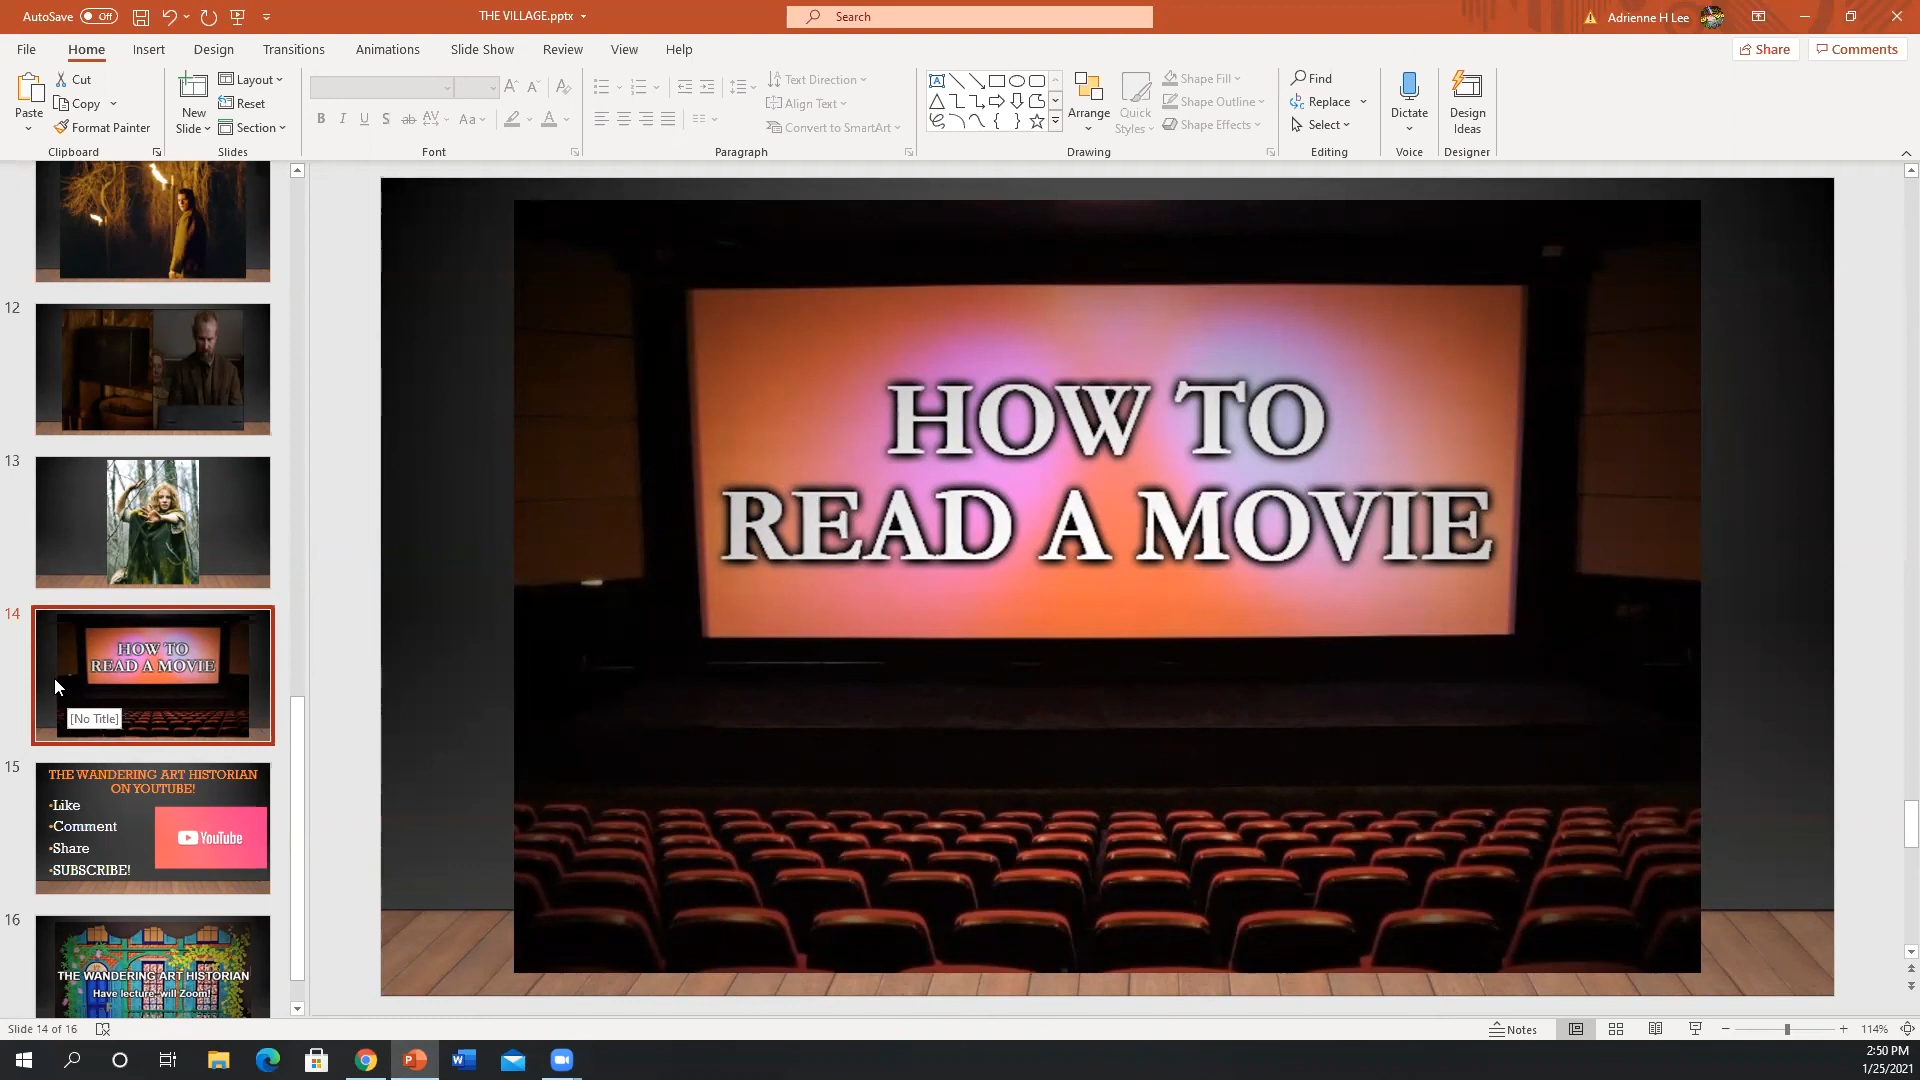 AutoSave Off
THE VILLAGE.pptx
Search
Adrienne H Lee
File Home Insert Design Transitions Animations Slide Show Review View Help
Share Comments
Paste
Cut
Copy
Format Painter
Clipboard
New
Slide
Layout
Reset
Section
Slides
B I U S ab AV Aa A
Font
Text Direction
Align Text
Convert to SmartArt
Paragraph
Arrange
Quick
Styles
Shape Fill
Shape Outline
Shape Effects
Drawing
Find
Replace
Select
Editing
Dictate
Voice
Design
Ideas
Designer
12
13
14
HOW TO
READ A MOVIE
[No Title]
15
THE WANDERING ART HISTORIAN
ON YOUTUBE!
•Like
•Comment
•Share
•SUBSCRIBE!
YouTube
16
THE WANDERING ART HISTORIAN
Have lecture, will Zoom!
HOW TO
READ A MOVIE
Slide 14 of 16
Notes
114%
2:50 PM
1/25/2021